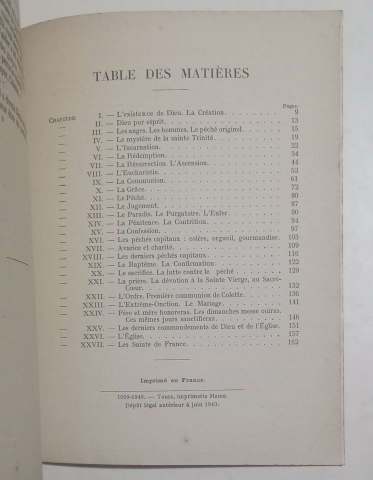 TABLE DES MATIÈRES
Pages.
CHAPITRE I. — L'existence de Dieu. La Création 9
— II. — Dieu pur esprit 13
— III. — Les anges. Les hommes. Le péché originel 15
— IV. — Le mystère de la sainte Trinité 19
— V. — L'Incarnation 22
— VI. — La Rédemption 34
— VII. — La Résurrection. L'Ascension 44
— VIII. — L'Eucharistie 53
— IX. — La Communion 61
— X. — La Grâce 72
— XI. — Le Péché 80
— XII. — Le Jugement 87
— XIII. — Le Paradis. Le Purgatoire. L'Enfer 90
— XIV. — La Pénitence. La Contrition 94
— XV. — La Confession 97
— XVI. — Les péchés capitaux : colère, orgueil, gourmandise 103
— XVII. — Avarice et charité 109
— XVIII. — Les derniers péchés capitaux 116
— XIX. — Le Baptême. La Confirmation 122
— XX. — Le sacrifice. La lutte contre le péché 129
— XXI. — La prière. La dévotion à la Sainte Vierge, au Sacré-
Cœur 132
— XXII. — L'Ordre. Première communion de Colette 136
— XXIII. — L'Extrême-Onction. Le Mariage 141
— XXIV. — Père et mère honoreras. Les dimanches messe ouïras,
Ces mêmes jours sanctifieras 146
— XXV. — Les derniers commandements de Dieu et de l'Église 151
— XXVI. — L'Église 157
— XXVII. — Les Saints de France 162
Imprimé en France.
— Tours, imprimerie Mame.
Dépôt légal antérieur à juin 1943.